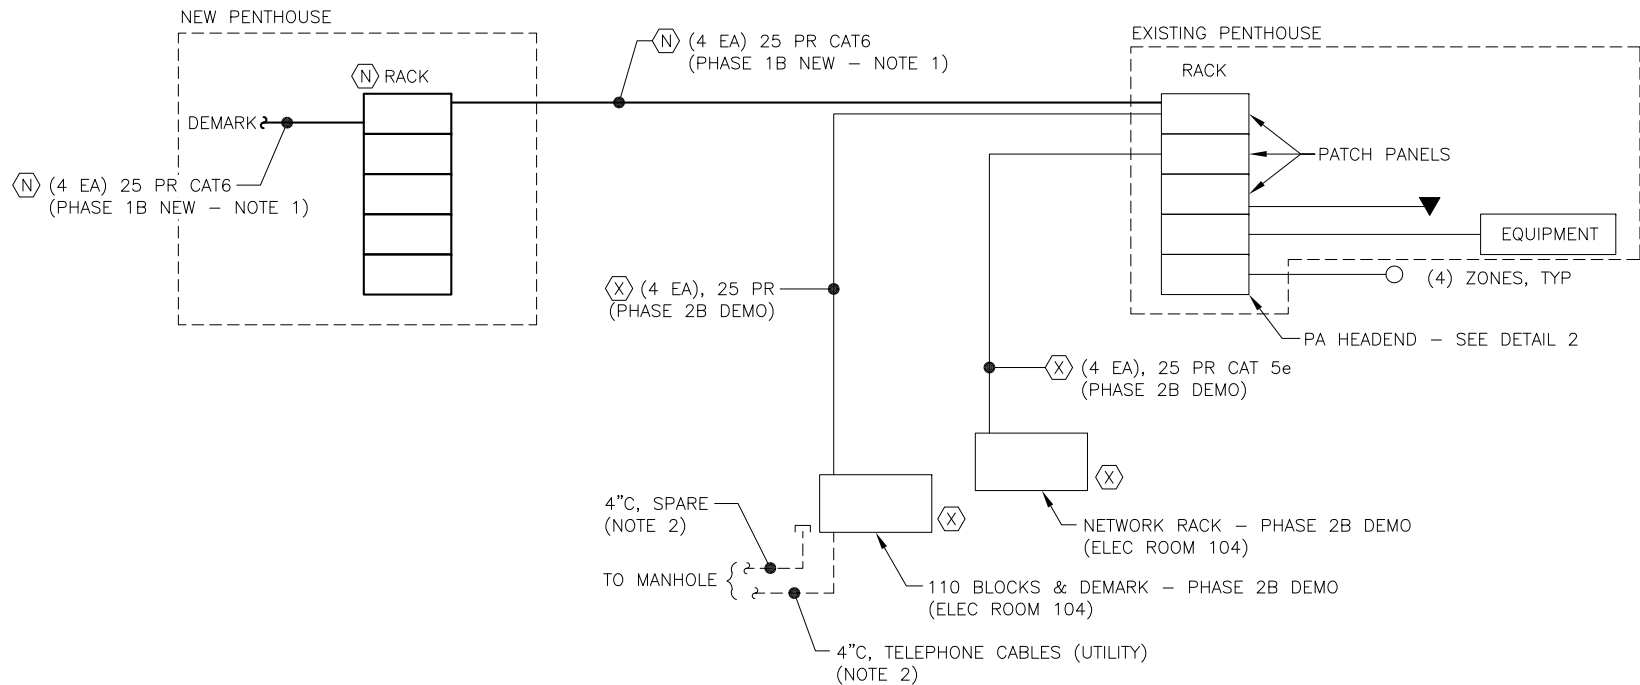 NEW PENTHOUSE
N RACK
DEMARK
N (4 EA) 25 PR CAT6
(PHASE 1B NEW – NOTE 1)
N (4 EA) 25 PR CAT6
(PHASE 1B NEW – NOTE 1)
EXISTING PENTHOUSE
RACK
PATCH PANELS
EQUIPMENT
(4) ZONES, TYP
PA HEADEND – SEE DETAIL 2
X (4 EA), 25 PR
(PHASE 2B DEMO)
X (4 EA), 25 PR CAT 5e
(PHASE 2B DEMO)
X
NETWORK RACK – PHASE 2B DEMO
(ELEC ROOM 104)
4"C, SPARE
(NOTE 2)
X
TO MANHOLE
110 BLOCKS & DEMARK – PHASE 2B DEMO
(ELEC ROOM 104)
4"C, TELEPHONE CABLES (UTILITY)
(NOTE 2)